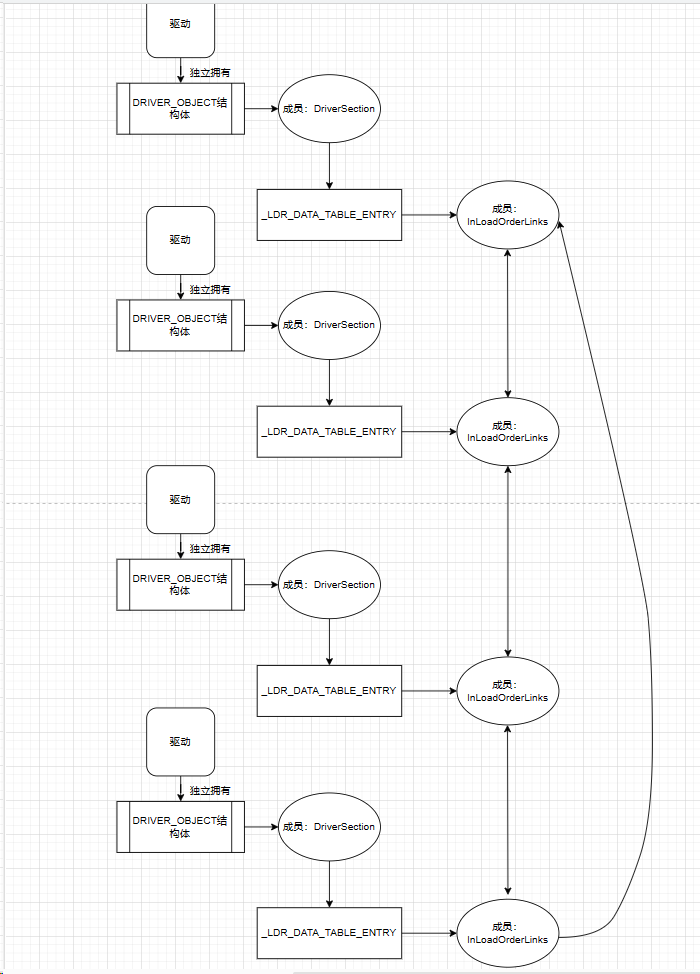 驱动
独立拥有
DRIVER_OBJECT结
构体
成员：DriverSection
_LDR_DATA_TABLE_ENTRY
成员：
InLoadOrderLinks
驱动
独立拥有
DRIVER_OBJECT结
构体
成员：DriverSection
_LDR_DATA_TABLE_ENTRY
成员：
InLoadOrderLinks
驱动
独立拥有
DRIVER_OBJECT结
构体
成员：DriverSection
_LDR_DATA_TABLE_ENTRY
成员：
InLoadOrderLinks
驱动
独立拥有
DRIVER_OBJECT结
构体
成员：DriverSection
_LDR_DATA_TABLE_ENTRY
成员：
InLoadOrderLinks